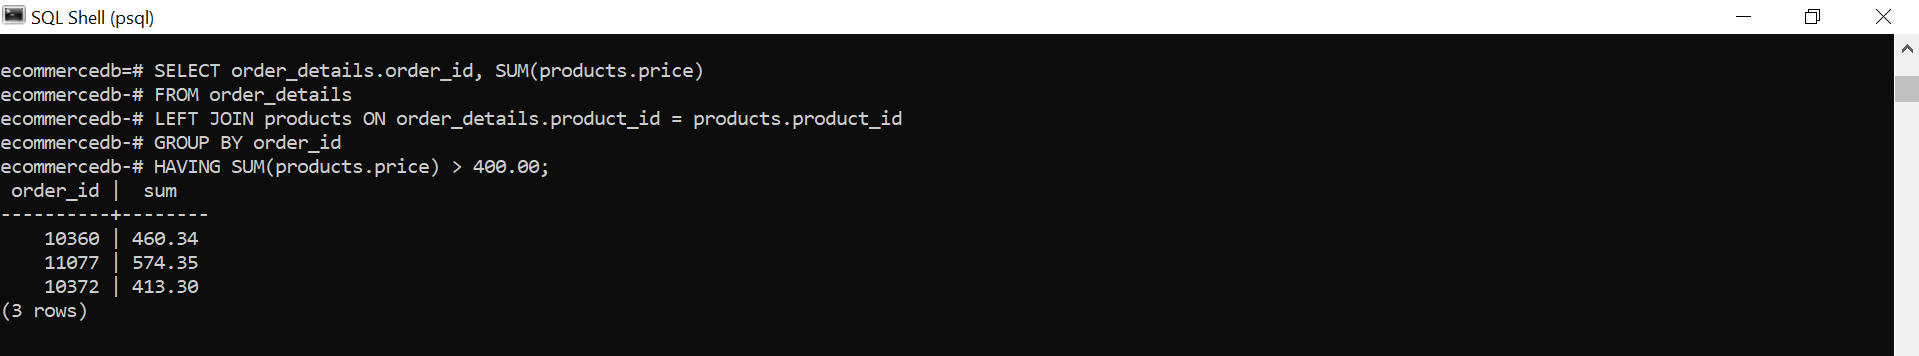 SQL Shell (psql)
ecommercedb=# SELECT order_details.order_id, SUM(products.price)
ecommercedb-# FROM order_details
ecommercedb-# LEFT JOIN products ON order_details.product_id = products.product_id
ecommercedb-# GROUP BY order_id
ecommercedb-# HAVING SUM(products.price) > 400.00;
 order_id |  sum
----------+--------
    10360 | 460.34
    11077 | 574.35
    10372 | 413.30
(3 rows)